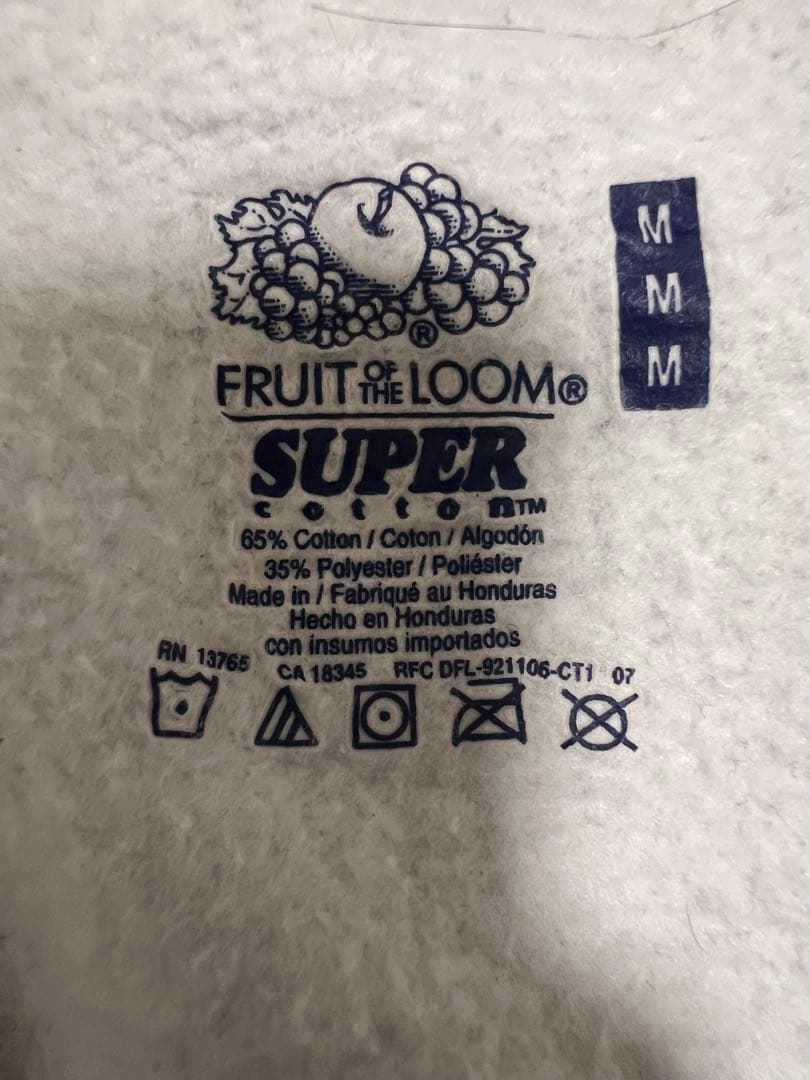 ®
FRUIT OF THE LOOM®
SUPER
cotton™
65% Cotton / Coton / Algodón
35% Polyester / Poliéster
Made in / Fabriqué au Honduras
Hecho en Honduras
con insumos importados
RN 13765 CA 18345 RFC DFL-921106-CT1 07
M
M
M